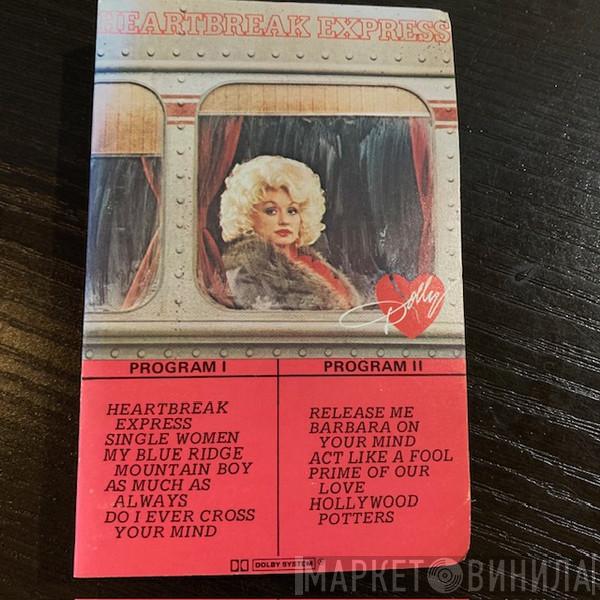 HEARTBREAK EXPRESS
Dolly
PROGRAM I
HEARTBREAK
EXPRESS
SINGLE WOMEN
MY BLUE RIDGE
MOUNTAIN BOY
AS MUCH AS
ALWAYS
DO I EVER CROSS
YOUR MIND
PROGRAM II
RELEASE ME
BARBARA ON
YOUR MIND
ACT LIKE A FOOL
PRIME OF OUR
LOVE
HOLLYWOOD
POTTERS
DOLBY SYSTEM
МАРКЕТ ВИНИЛА